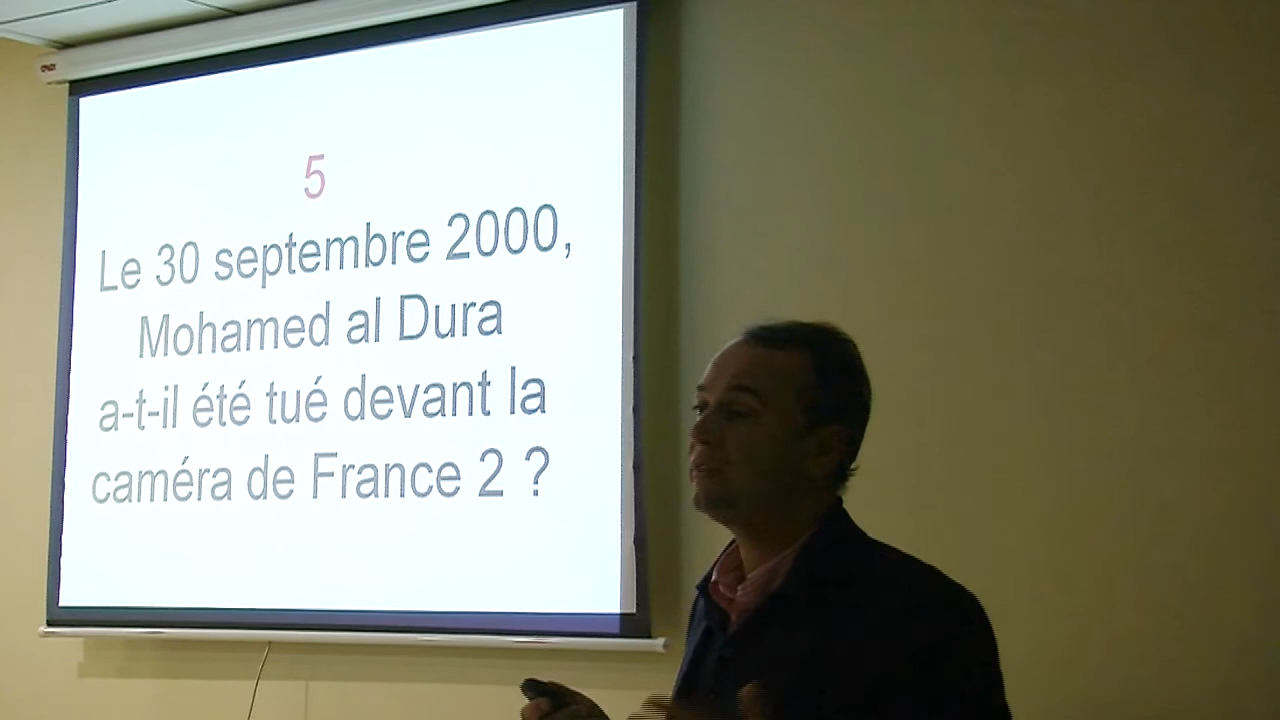 5
Le 30 septembre 2000,
Mohamed al Dura
a-t-il été tué devant la
caméra de France 2 ?